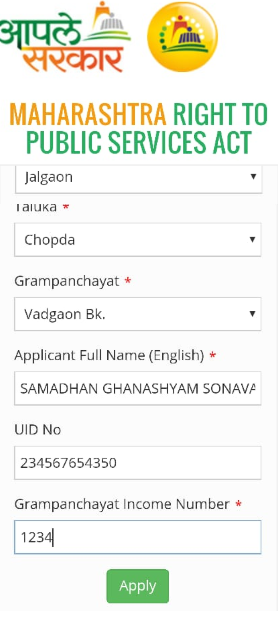 आपले
सरकार
MAHARASHTRA RIGHT TO
PUBLIC SERVICES ACT
Jalgaon
Taluka *
Chopda
Grampanchayat *
Vadgaon Bk.
Applicant Full Name (English) *
SAMADHAN GHANASHYAM SONAVA
UID No
234567654350
Grampanchayat Income Number *
1234
Apply